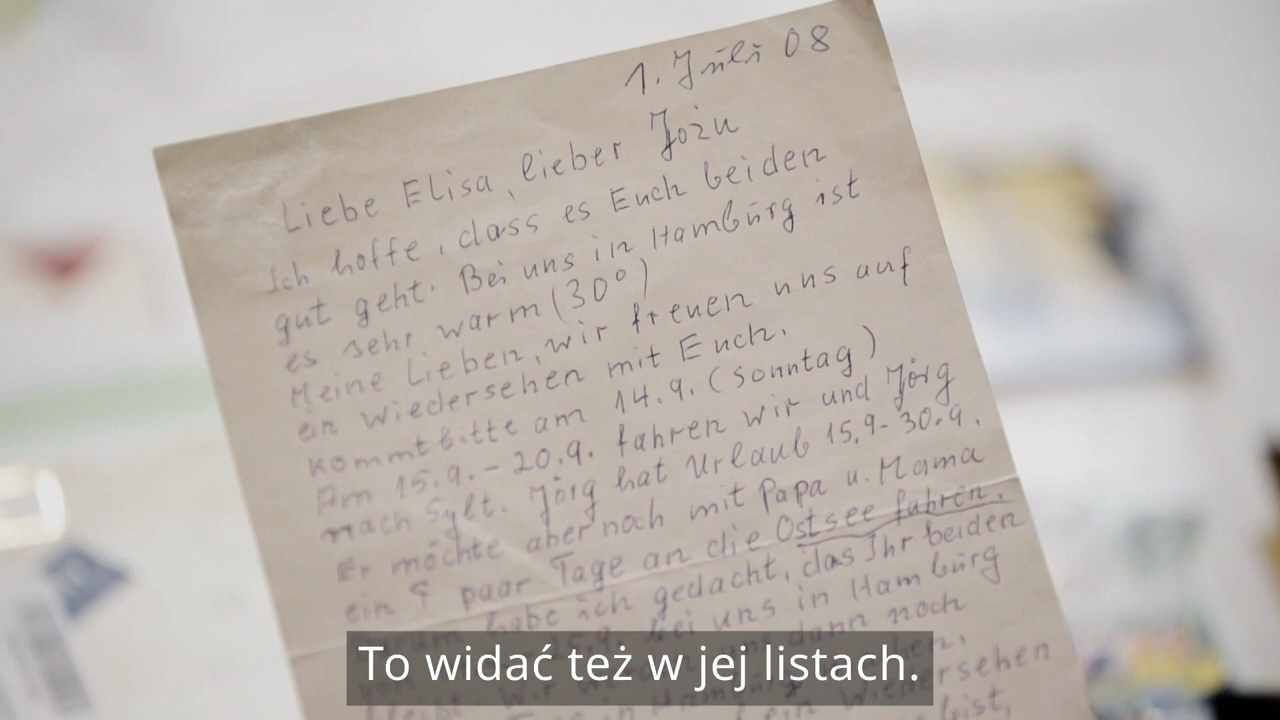 1. Juli 08
Liebe Elisa, lieber Jozu
Ich hoffe, dass es Euch beiden
gut geht. Bei uns in Hamburg ist
es sehr warm (30°)
Meine Lieben, wir freuen uns auf
ein Wiedersehen mit Euch.
Kommt bitte am 14.9. (Sonntag)
Am 15.9. - 20.9. fahren wir und Jörg
nach Sylt. Jörg hat Urlaub 15.9 - 30.9.
Er möchte aber noch mit Papa u. Mama
ein paar Tage an die Ostsee fahren.
habe ich gedacht, das Ihr beiden
bei uns in Hamburg
dann noch
Wiedersehen
To widać też w jej listach.